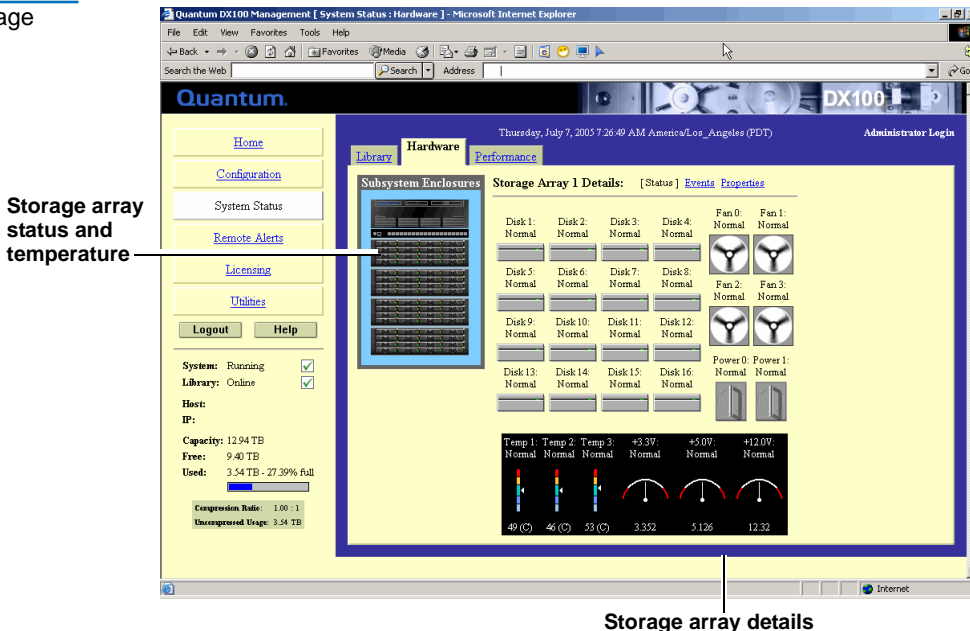 age
Quantum DX100 Management [ System Status : Hardware ] - Microsoft Internet Explorer
File Edit View Favorites Tools Help
Back Favorites Media
Search the Web Search Address Go
Quantum. DX100
Thursday, July 7, 2005 7:26:49 AM America/Los_Angeles (PDT) Administrator Login
Home
Configuration
System Status
Remote Alerts
Licensing
Utilities
Logout Help
System: Running
Library: Online
Host:
IP:
Capacity: 12.94 TB
Free: 9.40 TB
Used: 3.54 TB - 27.39% full
Compression Ratio: 1.00 : 1
Uncompressed Usage: 3.54 TB
Library Hardware Performance
Subsystem Enclosures
Storage Array 1 Details: [Status] Events Properties
Disk 1: Disk 2: Disk 3: Disk 4: Fan 0: Fan 1:
Normal Normal Normal Normal Normal Normal
Disk 5: Disk 6: Disk 7: Disk 8: Fan 2: Fan 3:
Normal Normal Normal Normal Normal Normal
Disk 9: Disk 10: Disk 11: Disk 12:
Normal Normal Normal Normal
Power 0: Power 1:
Normal Normal
Disk 13: Disk 14: Disk 15: Disk 16:
Normal Normal Normal Normal
Temp 1: Temp 2: Temp 3: +3.3V: +5.0V: +12.0V:
Normal Normal Normal Normal Normal Normal
49 (C) 46 (C) 53 (C) 3.352 5.126 12.32
Internet
Storage array
status and
temperature
Storage array details